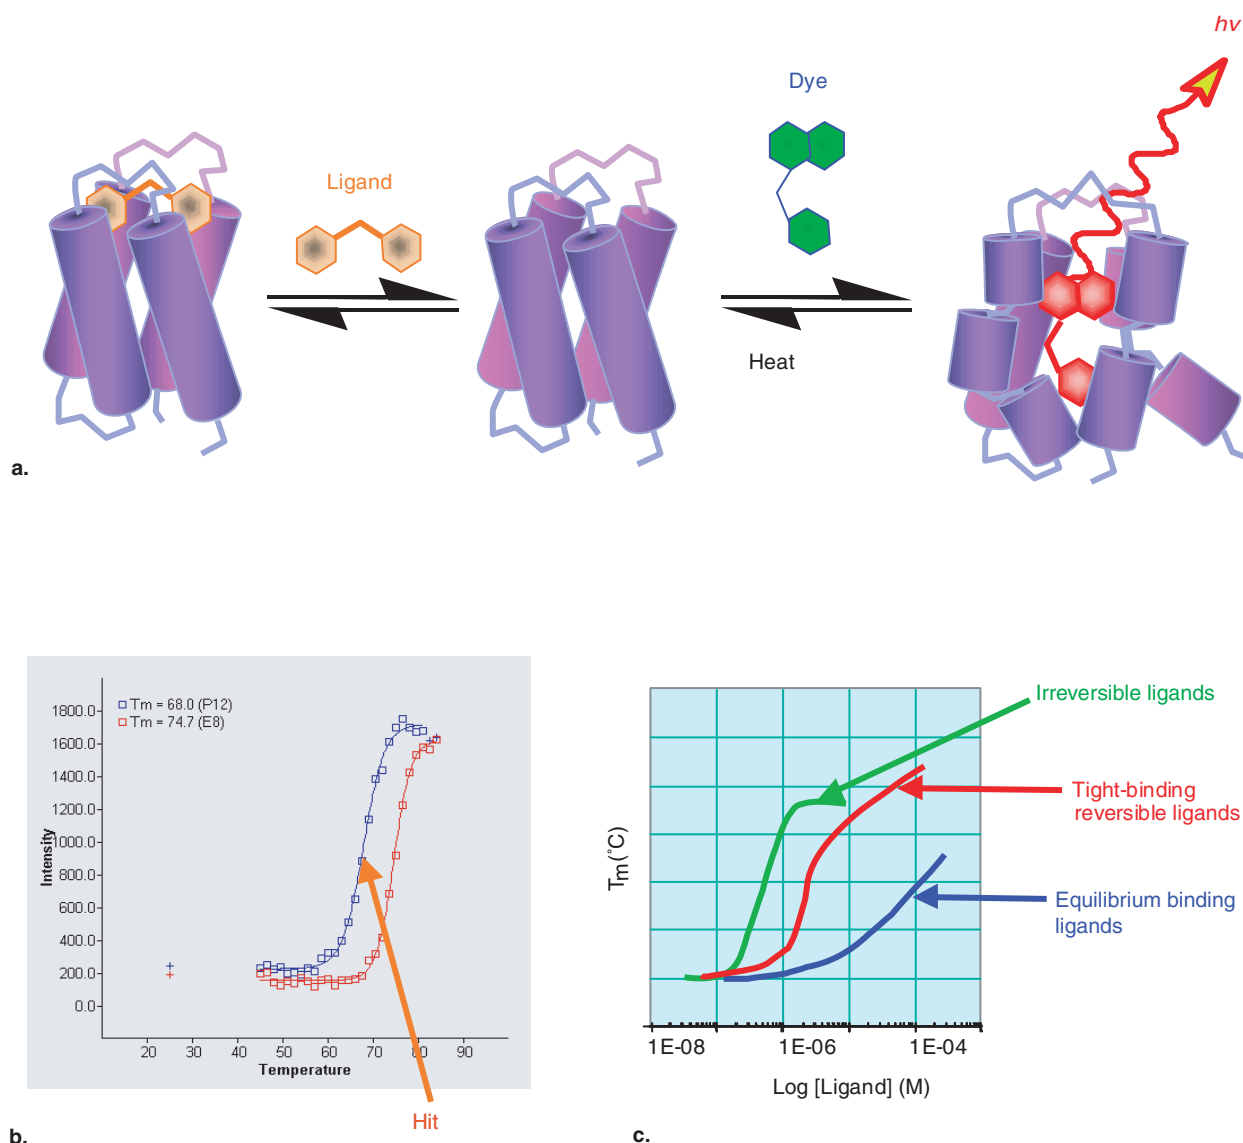 hν
Dye
Ligand
Heat
a.
Tm = 68.0 (P12)
Tm = 74.7 (E8)
1800.0
1600.0
1400.0
1200.0
1000.0
800.0
600.0
400.0
200.0
0.0
Intensity
20 30 40 50 60 70 80 90
Temperature
Hit
b.
Irreversible ligands
Tight-binding
reversible ligands
Equilibrium binding
ligands
Tm(˚C)
1E-08 1E-06 1E-04
Log [Ligand] (M)
c.